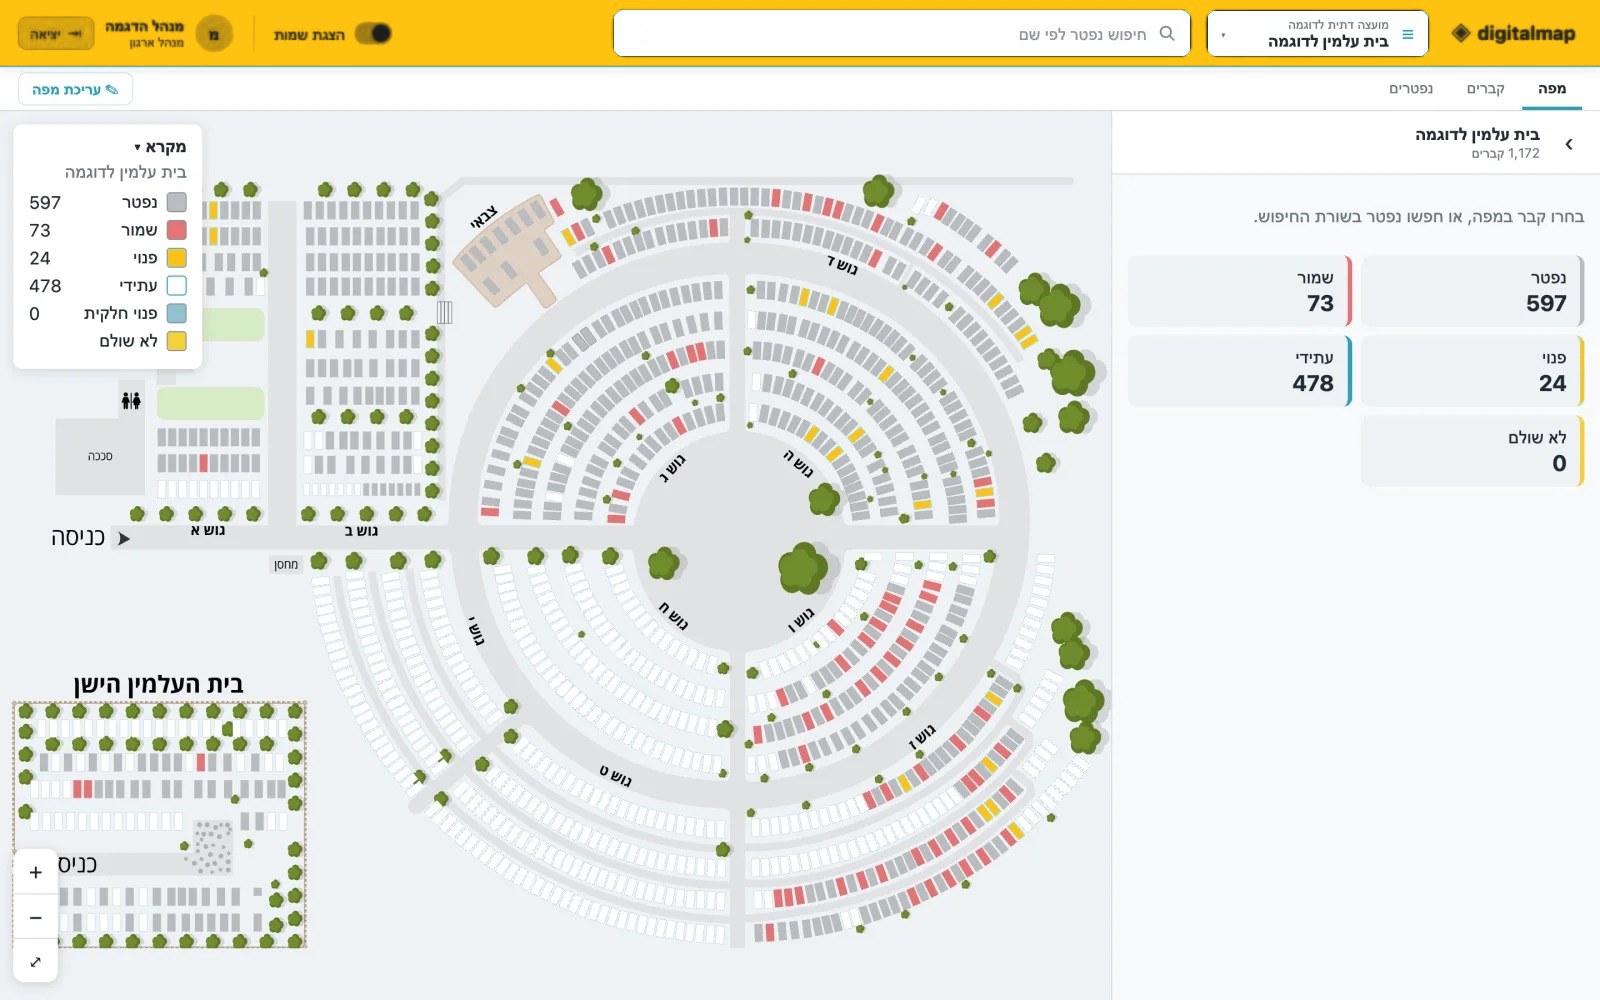 digitalmap
מועצה דתית לדוגמה
בית עלמין לדוגמה
חיפוש נפטר לפי שם
הצגת שמות
מ
מנהל הדגמה
מנהל ארגון
יציאה
מפה
קברים
נפטרים
עריכת מפה
בית עלמין לדוגמה
1,172 קברים
בחרו קבר במפה, או חפשו נפטר בשורת החיפוש.
נפטר
597
שמור
73
פנוי
24
עתידי
478
לא שולם
0
מקרא
בית עלמין לדוגמה
נפטר 597
שמור 73
פנוי 24
עתידי 478
פנוי חלקית 0
לא שולם
צבאי
גוש ד
גוש ה
גוש ג
סככה
כניסה
גוש א
גוש ב
מחסן
גוש י
גוש ח
גוש ו
גוש ז
גוש ט
בית העלמין הישן
כניס
+
−